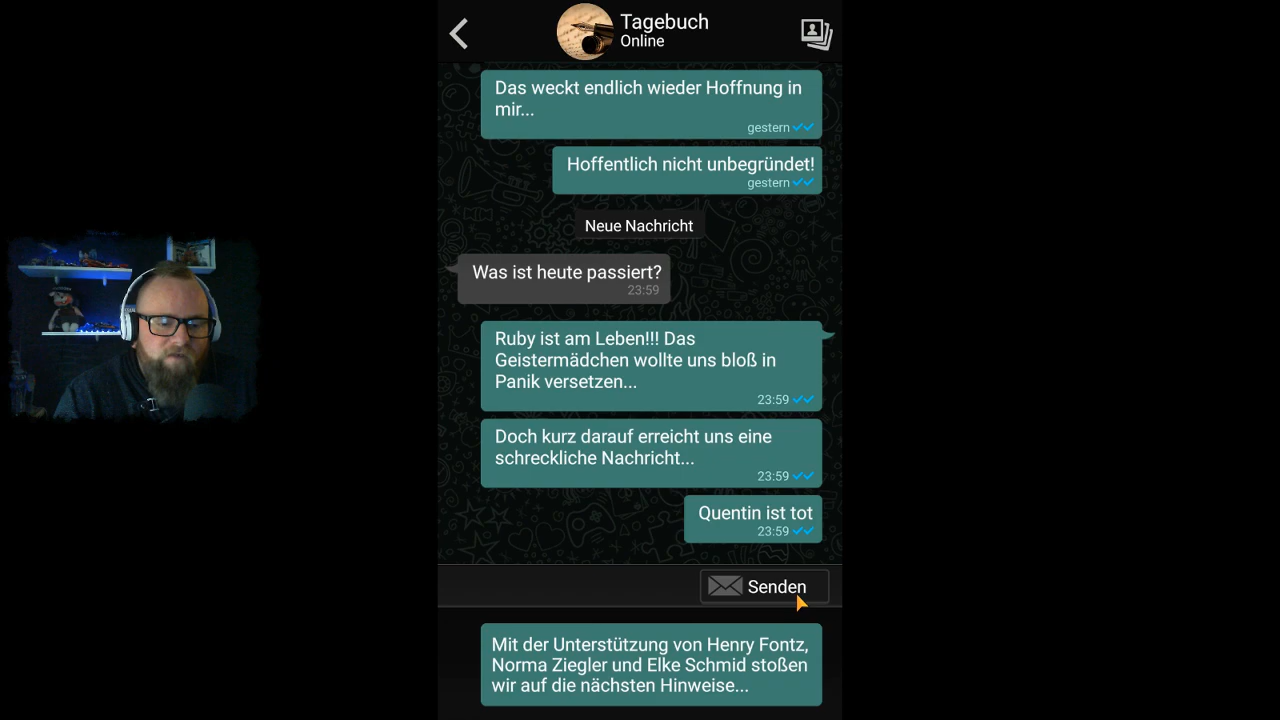 Tagebuch
Online
Das weckt endlich wieder Hoffnung in
mir...
gestern
Hoffentlich nicht unbegründet!
gestern
Neue Nachricht
Was ist heute passiert?
23:59
Ruby ist am Leben!!! Das
Geistermädchen wollte uns bloß in
Panik versetzen...
23:59
Doch kurz darauf erreicht uns eine
schreckliche Nachricht...
23:59
Quentin ist tot
23:59
Senden
Mit der Unterstützung von Henry Fontz,
Norma Ziegler und Elke Schmid stoßen
wir auf die nächsten Hinweise...